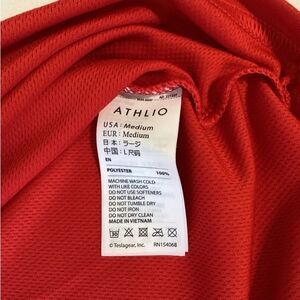 ATHLIO
USA: Medium
EUR: Medium
日本: ラージ
中国: L尺码
EN
POLYESTER 100%
MACHINE WASH COLD
WITH LIKE COLORS
DO NOT USE SOFTENERS
DO NOT BLEACH
DO NOT TUMBLE DRY
DO NOT IRON
DO NOT DRY CLEAN
MADE IN VIETNAM
30
© Teslagear, Inc. RN154068